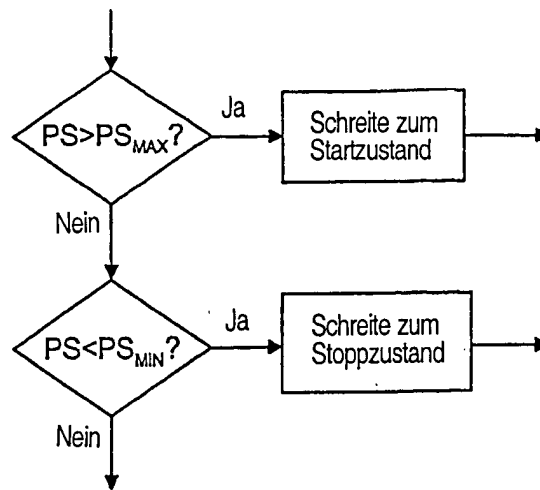 PS>PS_MAX?
Ja
Schreite zum
Startzustand
Nein
PS<PS_MIN?
Ja
Schreite zum
Stoppzustand
Nein